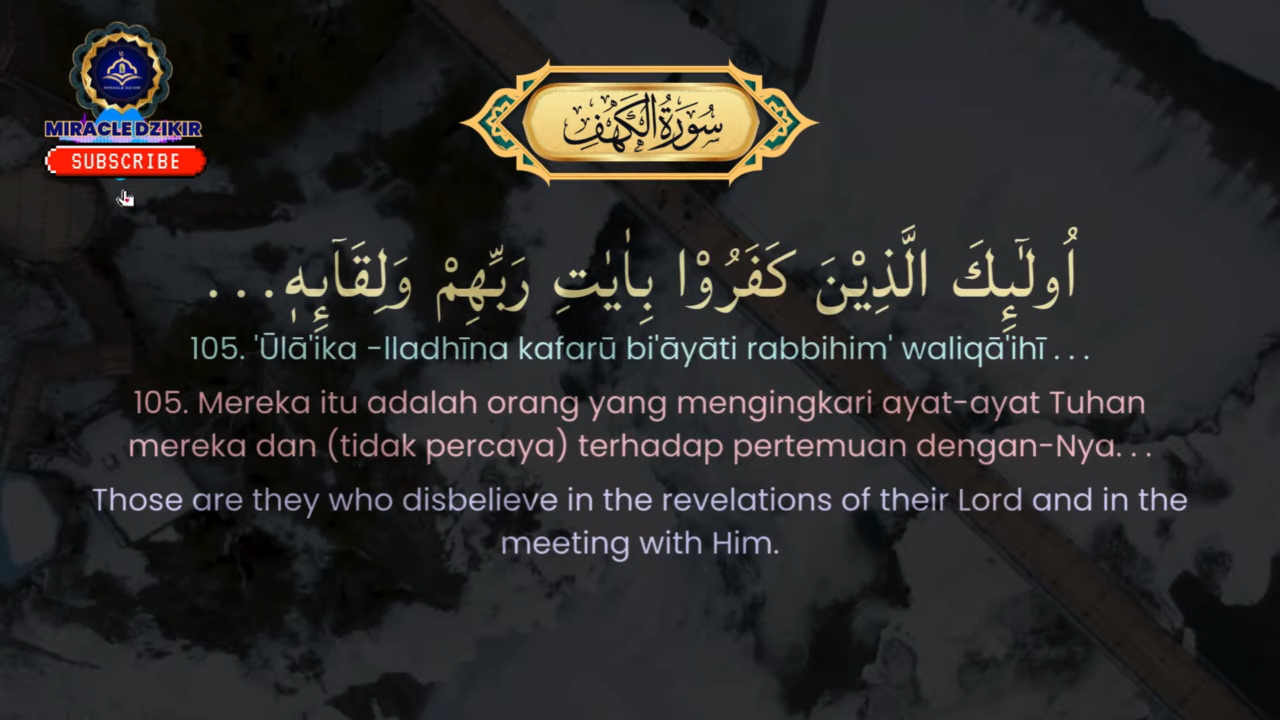 MIRACLE DZIKIR
MIRACLE DZIKIR
SUBSCRIBE
سُوْرَةُ الْكَهْفِ
اُولٰۤىِٕكَ الَّذِيْنَ كَفَرُوْا بِاٰيٰتِ رَبِّهِمْ وَلِقَاۤىِٕهٖ...
105. 'Ūlā'ika -lladhīna kafarū bi'āyāti rabbihim' waliqā'ihī . . .
105. Mereka itu adalah orang yang mengingkari ayat-ayat Tuhan
mereka dan (tidak percaya) terhadap pertemuan dengan-Nya. . .
Those are they who disbelieve in the revelations of their Lord and in the
meeting with Him.